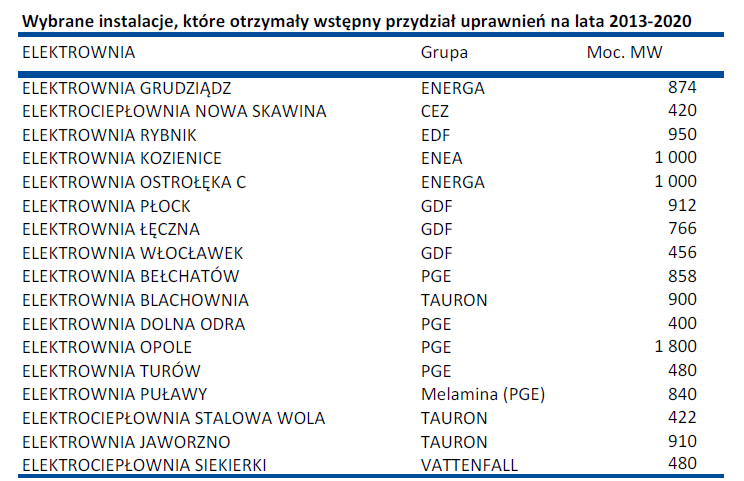 Wybrane instalacje, które otrzymały wstępny przydział uprawnień na lata 2013-2020
ELEKTROWNIA Grupa Moc. MW
ELEKTROWNIA GRUDZIĄDZ ENERGA 874
ELEKTROCIEPŁOWNIA NOWA SKAWINA CEZ 420
ELEKTROWNIA RYBNIK EDF 950
ELEKTROWNIA KOZIENICE ENEA 1 000
ELEKTROWNIA OSTROŁĘKA C ENERGA 1 000
ELEKTROWNIA PŁOCK GDF 912
ELEKTROWNIA ŁĘCZNA GDF 766
ELEKTROWNIA WŁOCŁAWEK GDF 456
ELEKTROWNIA BEŁCHATÓW PGE 858
ELEKTROWNIA BLACHOWNIA TAURON 900
ELEKTROWNIA DOLNA ODRA PGE 400
ELEKTROWNIA OPOLE PGE 1 800
ELEKTROWNIA TURÓW PGE 480
ELEKTROWNIA PUŁAWY Melamina (PGE) 840
ELEKTROCIEPŁOWNIA STALOWA WOLA TAURON 422
ELEKTROWNIA JAWORZNO TAURON 910
ELEKTROCIEPŁOWNIA SIEKIERKI VATTENFALL 480